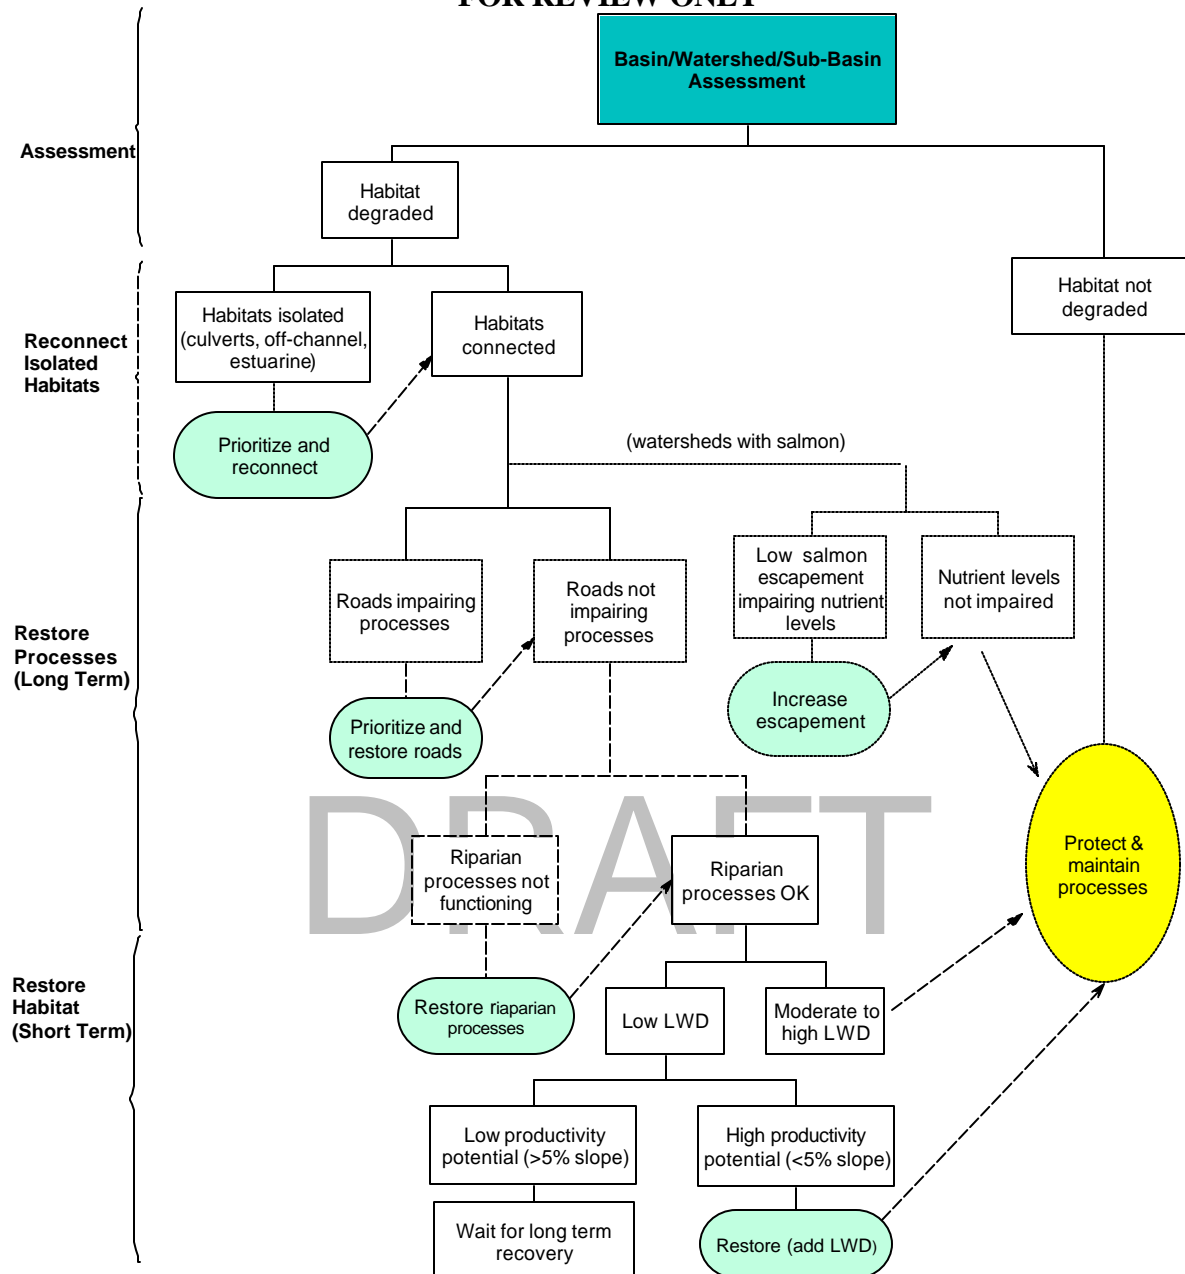 FOR REVIEW ONLY
Basin/Watershed/Sub-Basin
Assessment
Assessment
Habitat
degraded
Habitat not
degraded
Reconnect
Isolated
Habitats
Habitats isolated
(culverts, off-channel,
estuarine)
Habitats
connected
Prioritize and
reconnect
(watersheds with salmon)
Restore
Processes
(Long Term)
Roads impairing
processes
Roads not
impairing
processes
Low salmon
escapement
impairing nutrient
levels
Nutrient levels
not impaired
Prioritize and
restore roads
Increase
escapement
DRAFT
Riparian
processes not
functioning
Riparian
processes OK
Protect &
maintain
processes
Restore
Habitat
(Short Term)
Restore riaparian
processes
Low LWD
Moderate to
high LWD
Low productivity
potential (>5% slope)
High productivity
potential (<5% slope)
Wait for long term
recovery
Restore (add LWD)